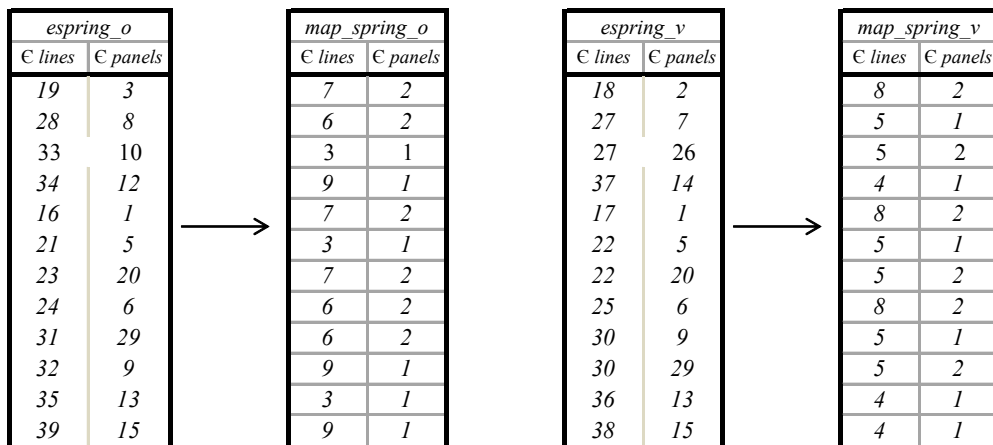 espring_o map_spring_o espring_v map_spring_v
Є lines Є panels Є lines Є panels Є lines Є panels Є lines Є panels
19 3 7 2 18 2 8 2
28 8 6 2 27 7 5 1
33 10 3 1 27 26 5 2
34 12 9 1 37 14 4 1
16 1 7 2 17 1 8 2
21 5 3 1 22 5 5 1
23 20 7 2 22 20 5 2
24 6 6 2 25 6 8 2
31 29 6 2 30 9 5 1
32 9 9 1 30 29 5 2
35 13 3 1 36 13 4 1
39 15 9 1 38 15 4 1